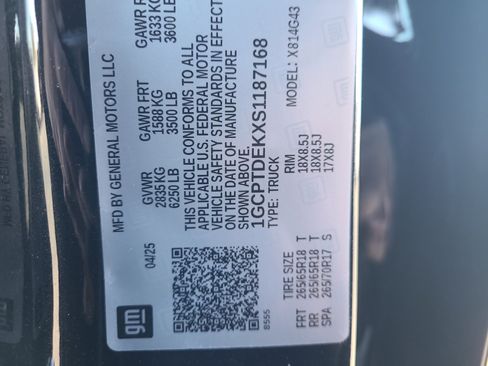 MFD BY GENERAL MOTORS LLC
04/25
GVWR
2835 KG
6250 LB
GAWR FRT
1588 KG
3500 LB
GAWR RR
1633 KG
3600 LB
THIS VEHICLE CONFORMS TO ALL
APPLICABLE U.S. FEDERAL MOTOR
VEHICLE SAFETY STANDARDS IN EFFECT
ON THE DATE OF MANUFACTURE
SHOWN ABOVE.
1GCPTDEKXS1187168
TYPE: TRUCK
MODEL: X814G43
gm
8555
TIRE SIZE
RIM
FRT 265/65R18 T 18X8.5J
RR 265/65R18 T 18X8.5J
SPA 265/70R17 S 17X8J